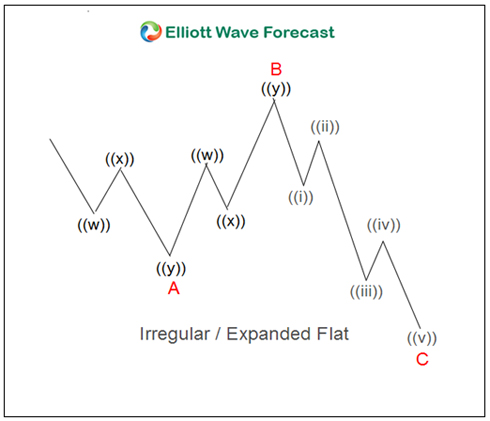 Elliott Wave Forecast
B
((y))
((ii))
((x))
((w))
((i))
((w))
((x))
((iv))
((y))
A
((iii))
Irregular / Expanded Flat
((v))
C